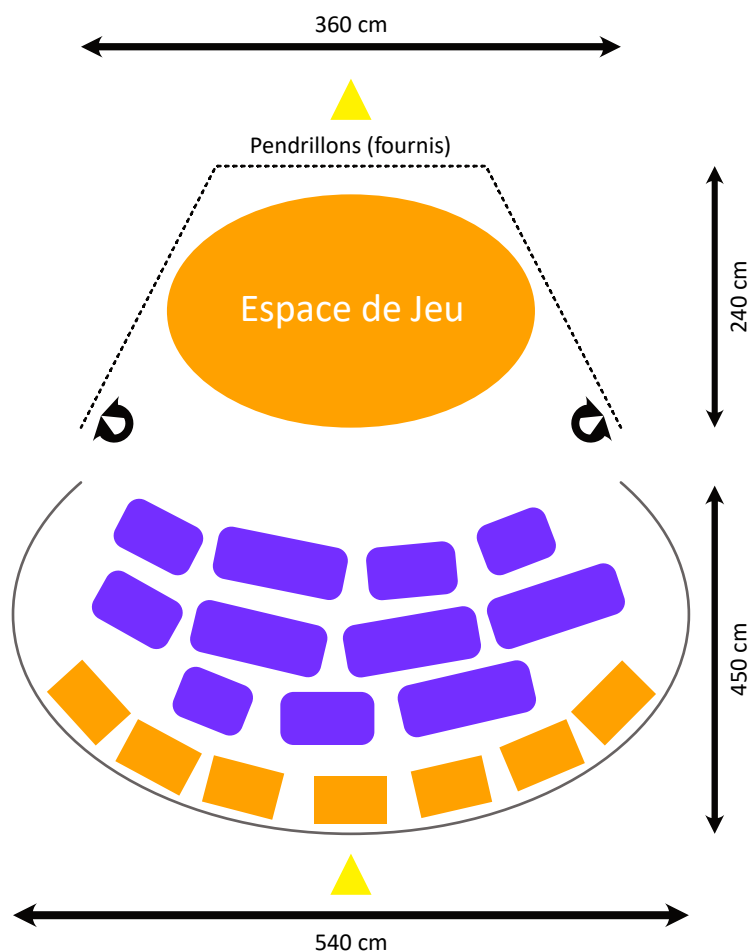 360 cm
Pendrillons (fournis)
Espace de Jeu
240 cm
450 cm
540 cm